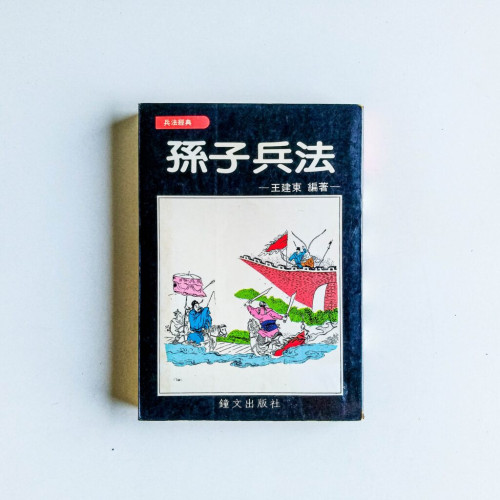 兵法經典
孫子兵法
—王建東 編著—
鐘文出版社